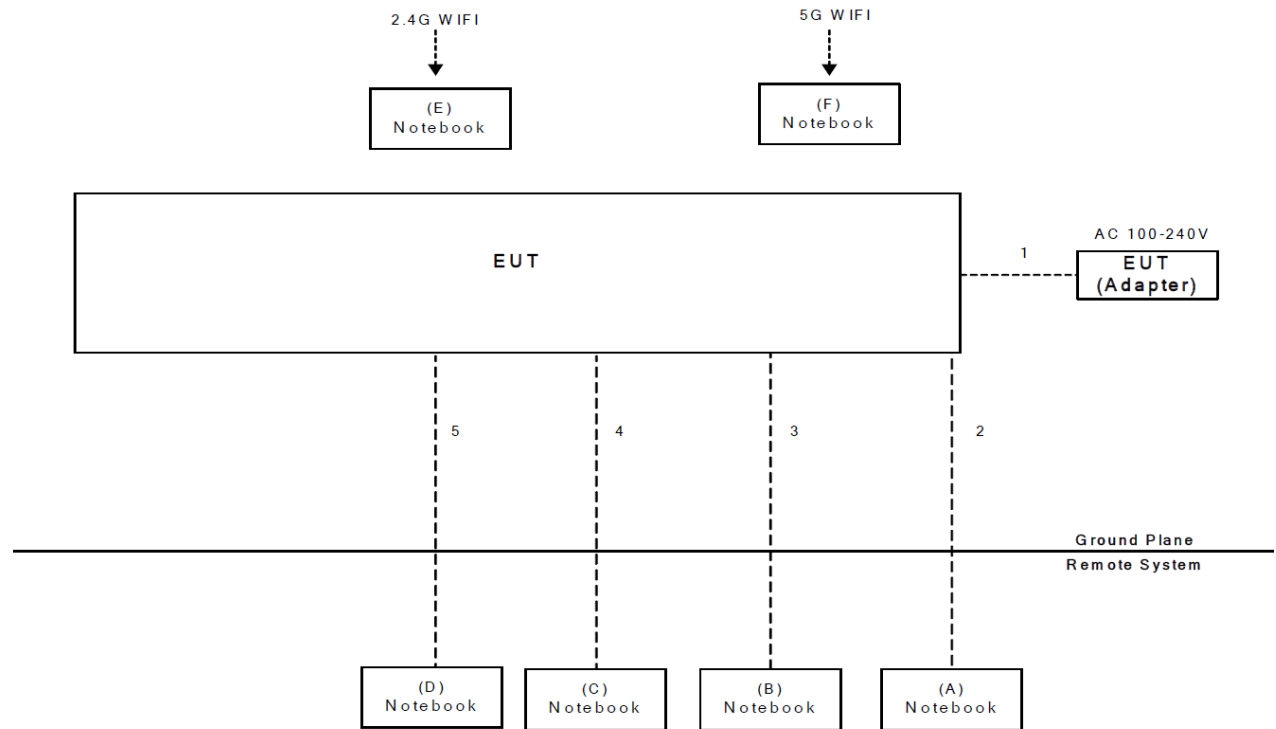 2.4G WIFI
5G WIFI
(E)
Notebook
(F)
Notebook
EUT
1
AC 100-240V
EUT
(Adapter)
5
4
3
2
Ground Plane
Remote System
(D)
Notebook
(C)
Notebook
(B)
Notebook
(A)
Notebook